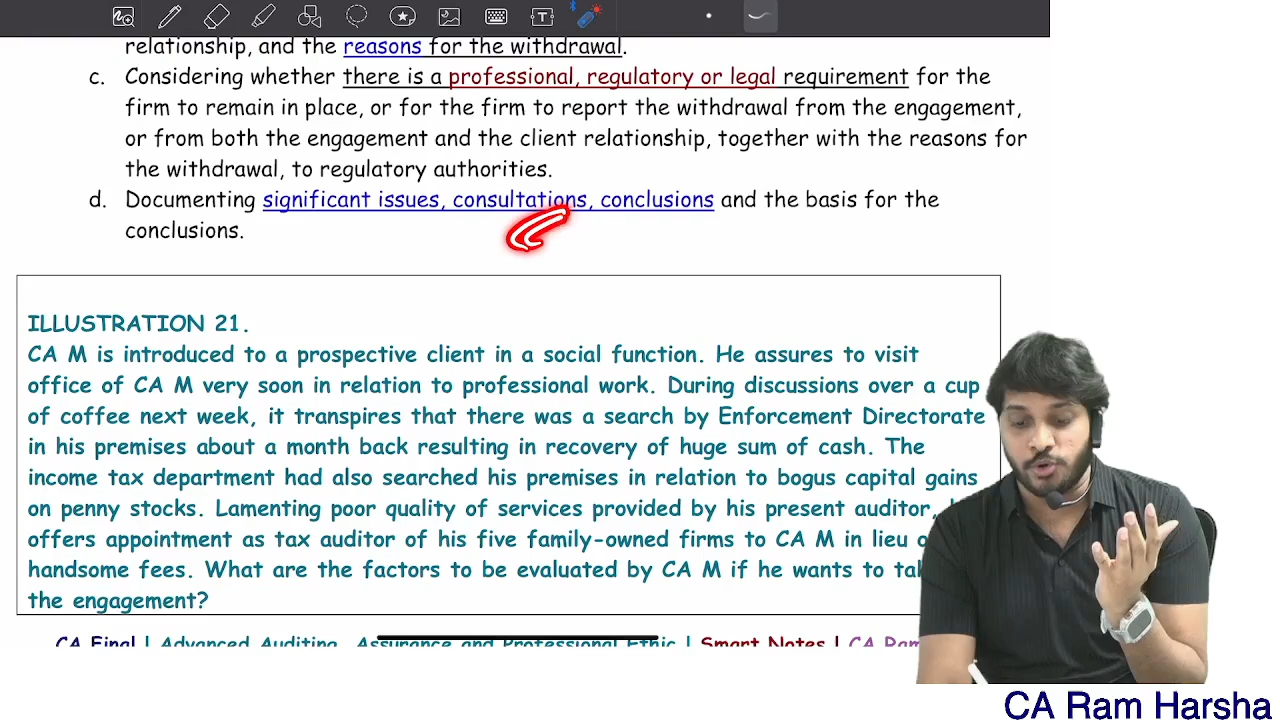 relationship, and the reasons for the withdrawal.
c. Considering whether there is a professional, regulatory or legal requirement for the
firm to remain in place, or for the firm to report the withdrawal from the engagement,
or from both the engagement and the client relationship, together with the reasons for
the withdrawal, to regulatory authorities.
d. Documenting significant issues, consultations, conclusions and the basis for the
conclusions.
ILLUSTRATION 21.
CA M is introduced to a prospective client in a social function. He assures to visit
office of CA M very soon in relation to professional work. During discussions over a cup
of coffee next week, it transpires that there was a search by Enforcement Directorate
in his premises about a month back resulting in recovery of huge sum of cash. The
income tax department had also searched his premises in relation to bogus capital gains
on penny stocks. Lamenting poor quality of services provided by his present auditor,
offers appointment as tax auditor of his five family-owned firms to CA M in lieu
handsome fees. What are the factors to be evaluated by CA M if he wants to
the engagement?
CA Final | Advanced Auditing, Assurance and Professional Ethic | Smart Notes | CA Ram
CA Ram Harsha